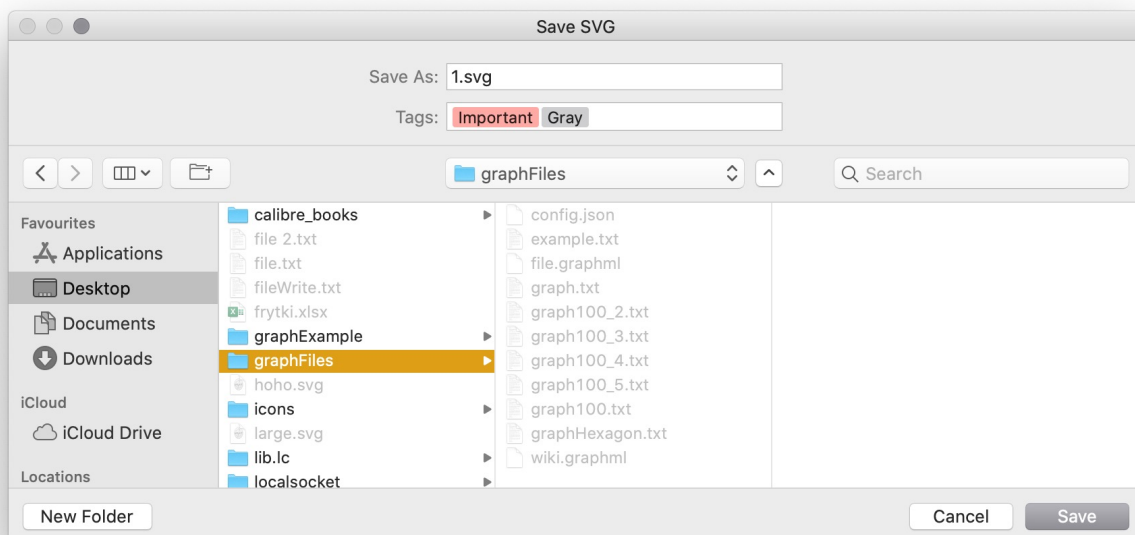 Save SVG
Save As: 1.svg
Tags: Important Gray
graphFiles
Search
Favourites
Applications
Desktop
Documents
Downloads
iCloud
iCloud Drive
Locations
calibre_books
file 2.txt
file.txt
fileWrite.txt
frytki.xlsx
graphExample
graphFiles
hoho.svg
icons
large.svg
lib.lc
localsocket
config.json
example.txt
file.graphml
graph.txt
graph100_2.txt
graph100_3.txt
graph100_4.txt
graph100_5.txt
graph100.txt
graphHexagon.txt
wiki.graphml
New Folder
Cancel
Save